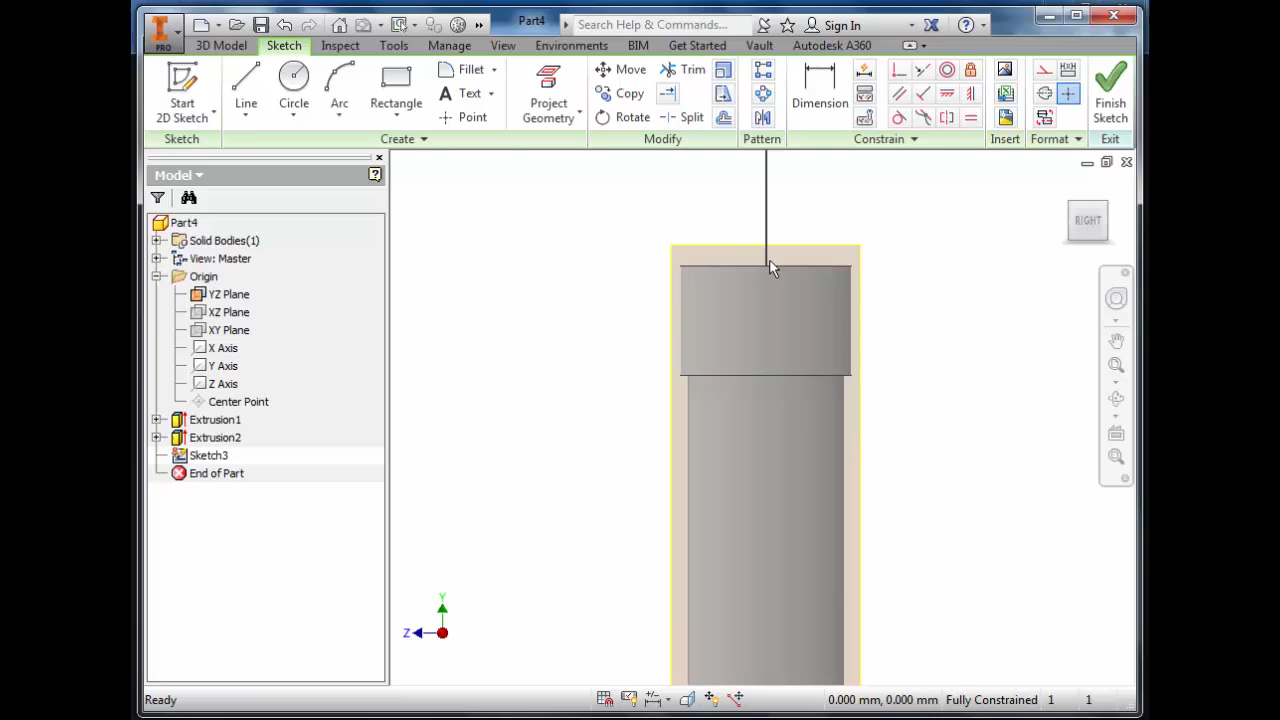 Part4
Search Help & Commands...
Sign In
PRO
3D Model Sketch Inspect Tools Manage View Environments BIM Get Started Vault Autodesk A360
Start 2D Sketch
Line
Circle
Arc
Rectangle
Fillet
Text
Point
Project Geometry
Move
Copy
Rotate
Trim
Split
Dimension
Finish Sketch
Sketch Create Modify Pattern Constrain Insert Format Exit
Model
Part4
Solid Bodies(1)
View: Master
Origin
YZ Plane
XZ Plane
XY Plane
X Axis
Y Axis
Z Axis
Center Point
Extrusion1
Extrusion2
Sketch3
End of Part
RIGHT
Y
Z
Ready
0.000 mm, 0.000 mm Fully Constrained 1 1